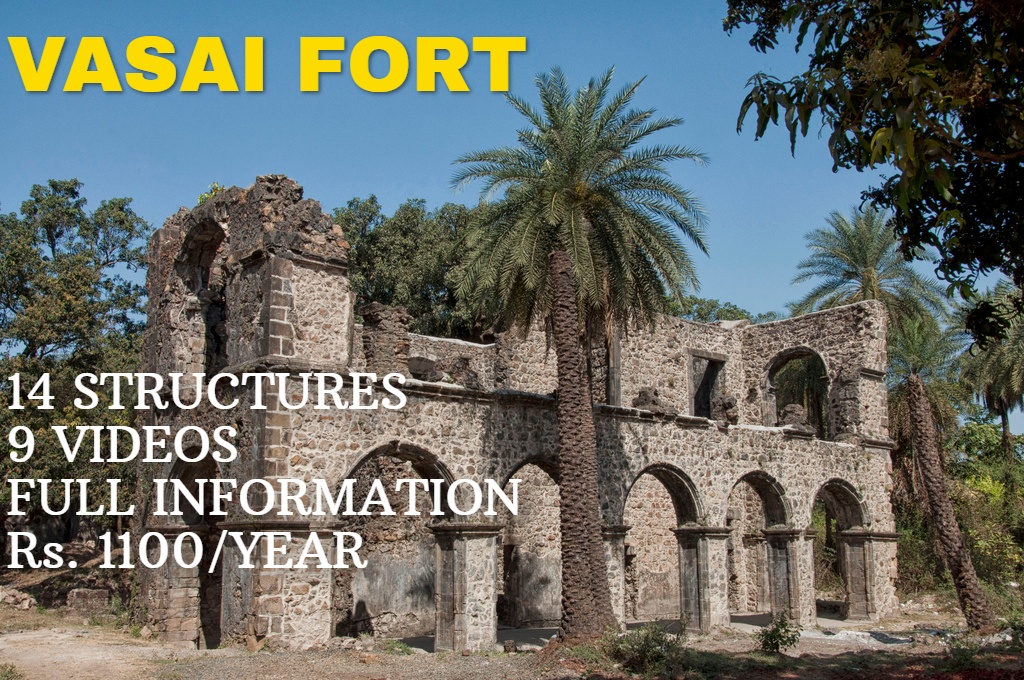 VASAI FORT
14 STRUCTURES
9 VIDEOS
FULL INFORMATION
Rs. 1100/YEAR